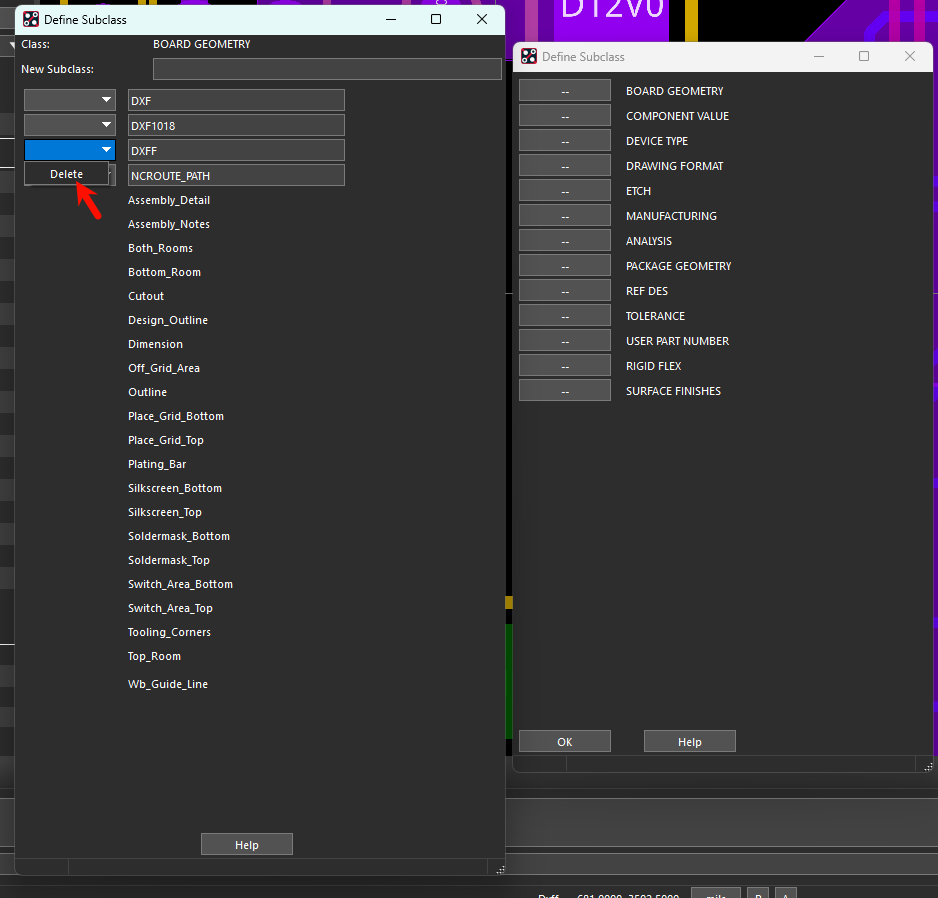 D12V0
Define Subclass
Class: BOARD GEOMETRY
New Subclass:
DXF
DXF1018
DXFF
Delete
NCROUTE_PATH
Assembly_Detail
Assembly_Notes
Both_Rooms
Bottom_Room
Cutout
Design_Outline
Dimension
Off_Grid_Area
Outline
Place_Grid_Bottom
Place_Grid_Top
Plating_Bar
Silkscreen_Bottom
Silkscreen_Top
Soldermask_Bottom
Soldermask_Top
Switch_Area_Bottom
Switch_Area_Top
Tooling_Corners
Top_Room
Wb_Guide_Line
Help
Define Subclass
-- BOARD GEOMETRY
-- COMPONENT VALUE
-- DEVICE TYPE
-- DRAWING FORMAT
-- ETCH
-- MANUFACTURING
-- ANALYSIS
-- PACKAGE GEOMETRY
-- REF DES
-- TOLERANCE
-- USER PART NUMBER
-- RIGID FLEX
-- SURFACE FINISHES
OK Help